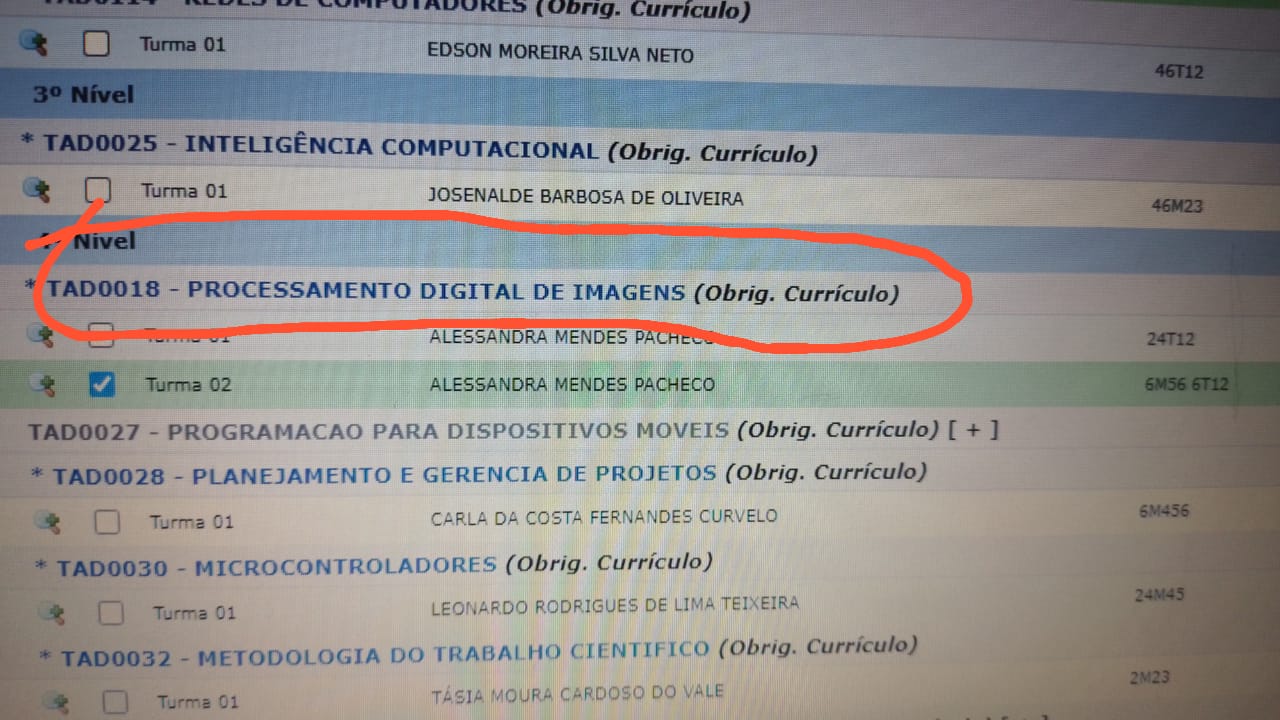 TAD0114 - REDES DE COMPUTADORES (Obrig. Currículo)
Turma 01 EDSON MOREIRA SILVA NETO 46T12
3º Nível
* TAD0025 - INTELIGÊNCIA COMPUTACIONAL (Obrig. Currículo)
Turma 01 JOSENALDE BARBOSA DE OLIVEIRA 46M23
Nível
* TAD0018 - PROCESSAMENTO DIGITAL DE IMAGENS (Obrig. Currículo)
Turma 01 ALESSANDRA MENDES PACHECO 24T12
Turma 02 ALESSANDRA MENDES PACHECO 6M56 6T12
TAD0027 - PROGRAMACAO PARA DISPOSITIVOS MOVEIS (Obrig. Currículo) [ + ]
* TAD0028 - PLANEJAMENTO E GERENCIA DE PROJETOS (Obrig. Currículo)
Turma 01 CARLA DA COSTA FERNANDES CURVELO 6M456
* TAD0030 - MICROCONTROLADORES (Obrig. Currículo)
Turma 01 LEONARDO RODRIGUES DE LIMA TEIXEIRA 24M45
* TAD0032 - METODOLOGIA DO TRABALHO CIENTIFICO (Obrig. Currículo)
Turma 01 TÁSIA MOURA CARDOSO DO VALE 2M23